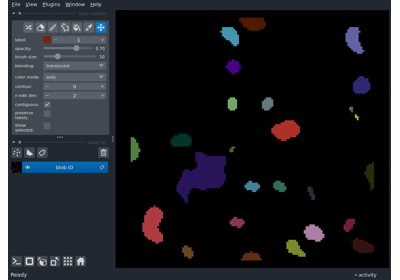 File View Plugins Window Help
label: 1
opacity: 0.70
brush size: 10
blending: translucent
color mode: auto
contour: 0
n edit dim: 2
contiguous:
preserve
labels:
show
selected:
blob ID
Ready
activity